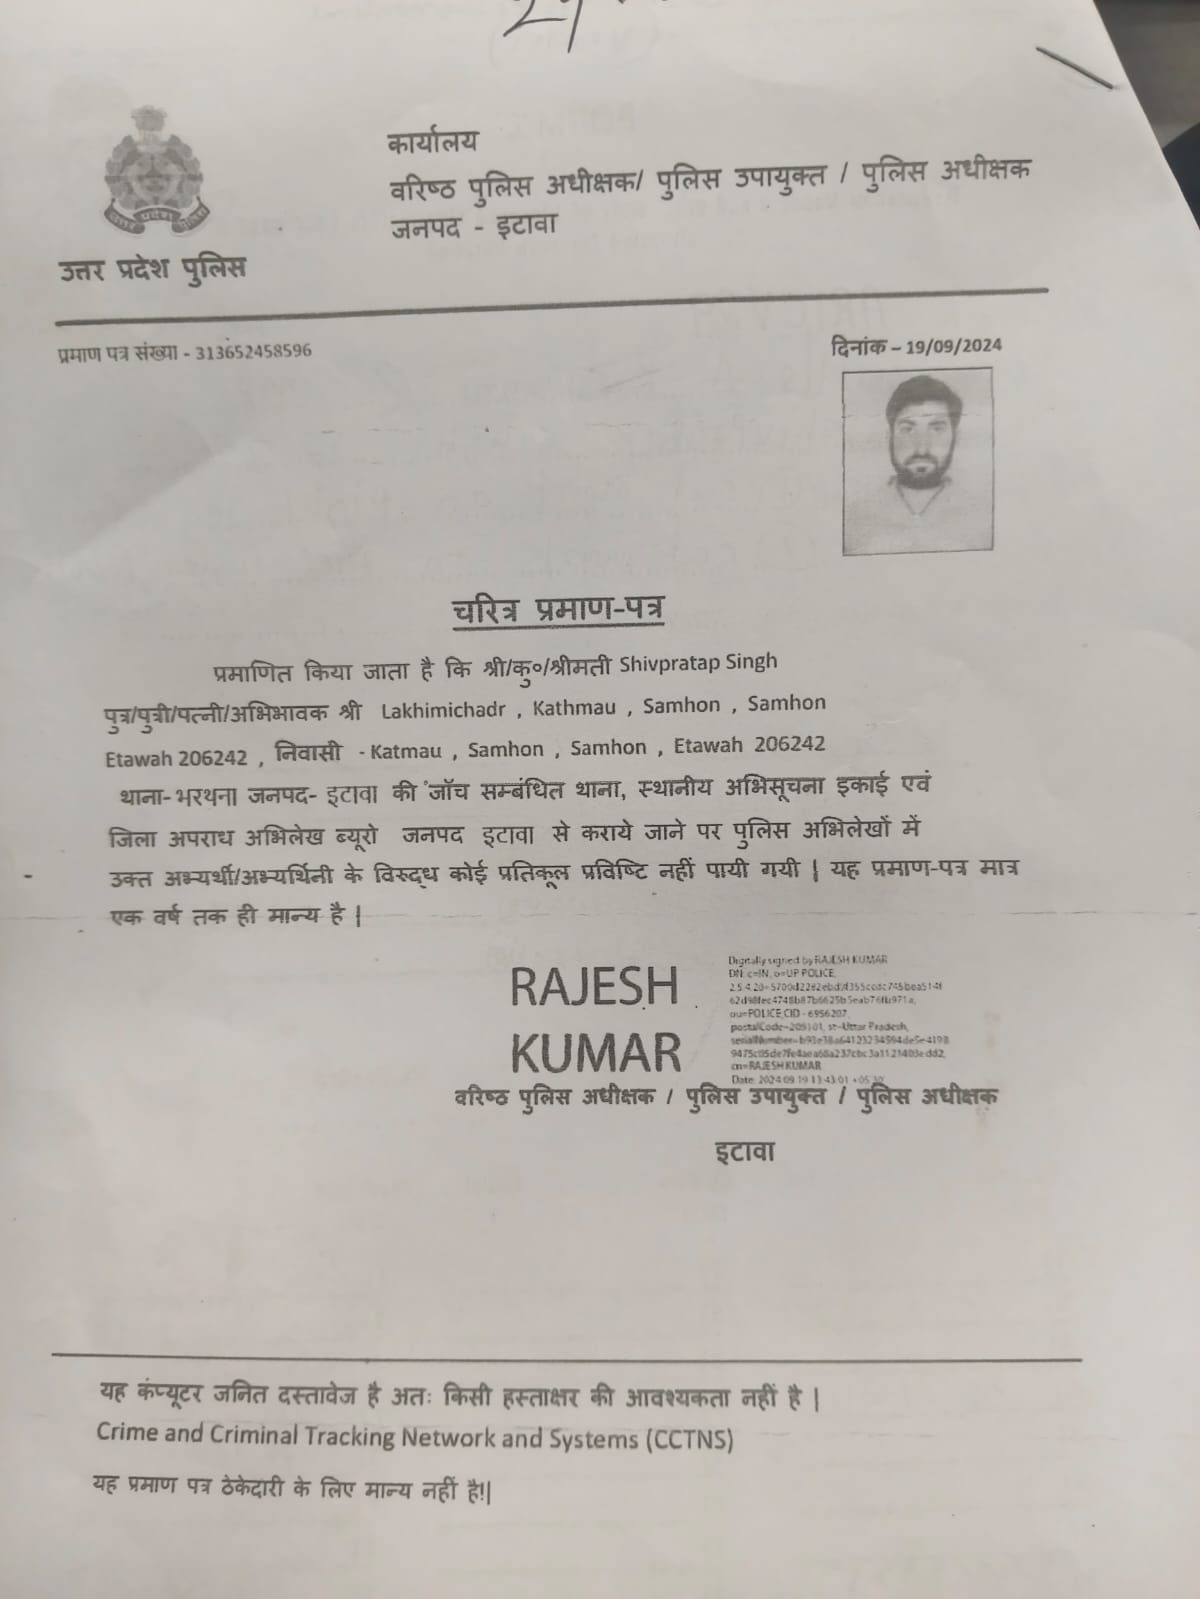 कार्यालय
वरिष्ठ पुलिस अधीक्षक/ पुलिस उपायुक्त / पुलिस अधीक्षक
जनपद - इटावा
उत्तर प्रदेश पुलिस
प्रमाण पत्र संख्या - 313652458596
दिनांक – 19/09/2024
चरित्र प्रमाण-पत्र
प्रमाणित किया जाता है कि श्री/कु०/श्रीमती Shivpratap Singh
पुत्र/पुत्री/पत्नी/अभिभावक श्री Lakhimichadr , Kathmau , Samhon , Samhon
Etawah 206242 , निवासी - Katmau , Samhon , Samhon , Etawah 206242
थाना- भरथना जनपद- इटावा की जॉच सम्बंधित थाना, स्थानीय अभिसूचना इकाई एवं
जिला अपराध अभिलेख ब्यूरो जनपद इटावा से कराये जाने पर पुलिस अभिलेखों में
उक्त अभ्यर्थी/अभ्यर्थिनी के विरुद्ध कोई प्रतिकूल प्रविष्टि नहीं पायी गयी | यह प्रमाण-पत्र मात्र
एक वर्ष तक ही मान्य है |
RAJESH
KUMAR
Digitally signed by RAJESH KUMAR
DN: c=IN, o=UP POLICE,
ou=POLICE,CID - 6956207,
postalCode=205101, st=Uttar Pradesh,
cn=RAJESH KUMAR
Date: 2024.09.19 13:43:01 +05'30'
वरिष्ठ पुलिस अधीक्षक / पुलिस उपायुक्त / पुलिस अधीक्षक
इटावा
यह कंप्यूटर जनित दस्तावेज है अतः किसी हस्ताक्षर की आवश्यकता नहीं है |
Crime and Criminal Tracking Network and Systems (CCTNS)
यह प्रमाण पत्र ठेकेदारी के लिए मान्य नहीं है!|